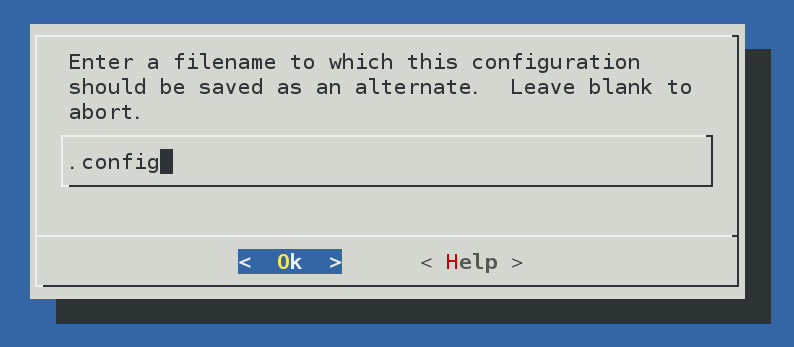 Enter a filename to which this configuration
should be saved as an alternate.  Leave blank to
abort.
.config
<  Ok  >      < Help >